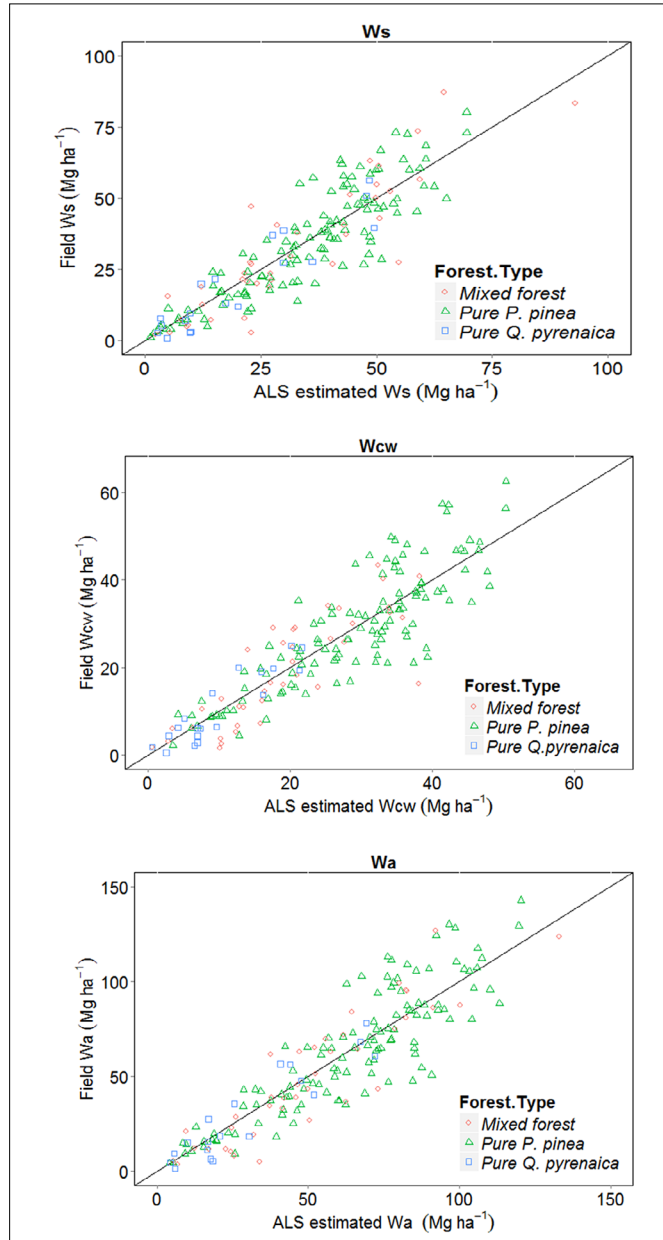 Ws
100
75
50
25
0
Field Ws (Mg ha⁻¹)
Forest.Type
Mixed forest
Pure P. pinea
Pure Q. pyrenaica
0 25 50 75 100
ALS estimated Ws (Mg ha⁻¹)
Wcw
60
40
20
0
Field Wcw (Mg ha⁻¹)
Forest.Type
Mixed forest
Pure P. pinea
Pure Q.pyrenaica
0 20 40 60
ALS estimated Wcw (Mg ha⁻¹)
Wa
150
100
50
0
Field Wa (Mg ha⁻¹)
Forest.Type
Mixed forest
Pure P. pinea
Pure Q. pyrenaica
0 50 100 150
ALS estimated Wa (Mg ha⁻¹)